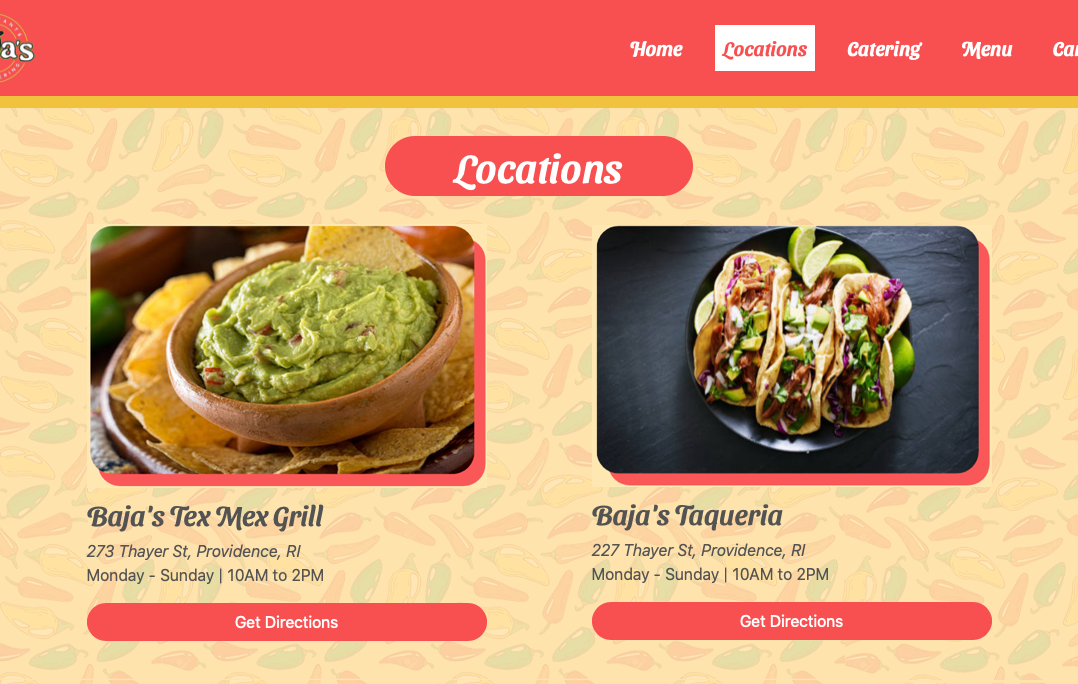 Home Locations Catering Menu
Locations
Baja's Tex Mex Grill
273 Thayer St, Providence, RI
Monday - Sunday | 10AM to 2PM
Get Directions
Baja's Taqueria
227 Thayer St, Providence, RI
Monday - Sunday | 10AM to 2PM
Get Directions